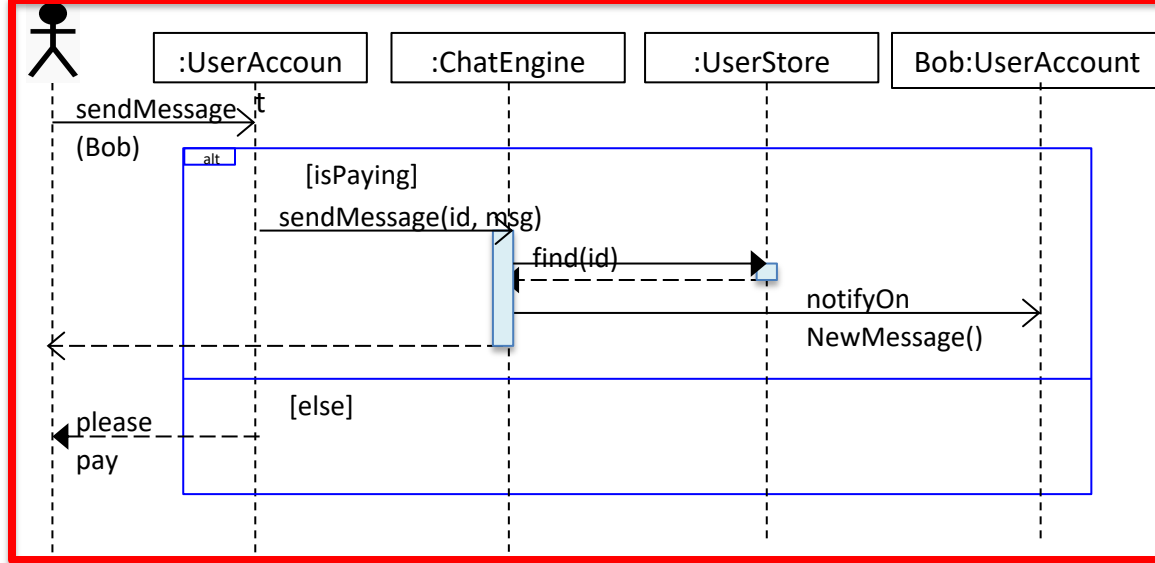 :UserAccoun
t
:ChatEngine
:UserStore
Bob:UserAccount
sendMessage
(Bob)
alt
[isPaying]
sendMessage(id, msg)
find(id)
notifyOn
NewMessage()
[else]
please
pay